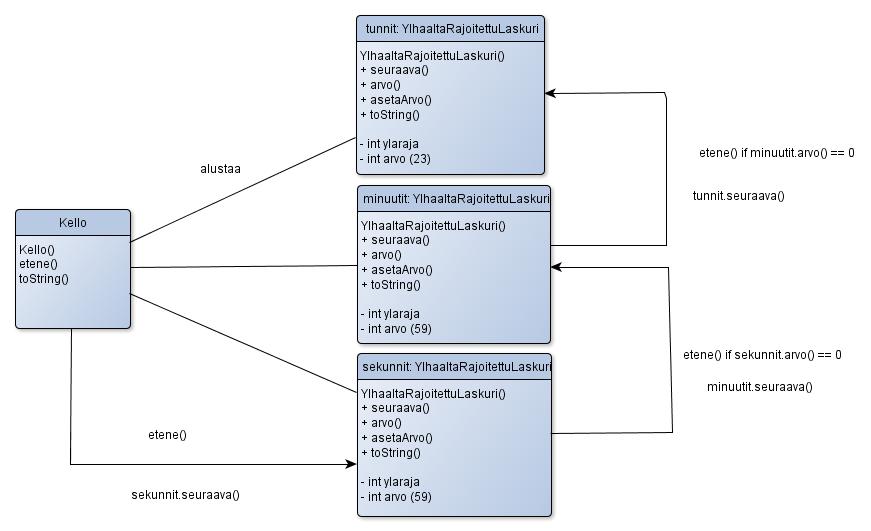 tunnit: YlhaaltaRajoitettuLaskuri
YlhaaltaRajoitettuLaskuri()
+ seuraava()
+ arvo()
+ asetaArvo()
+ toString()
- int ylaraja
- int arvo (23)
etene() if minuutit.arvo() == 0
tunnit.seuraava()
alustaa
minuutit: YlhaaltaRajoitettuLaskuri
YlhaaltaRajoitettuLaskuri()
+ seuraava()
+ arvo()
+ asetaArvo()
+ toString()
- int ylaraja
- int arvo (59)
Kello
Kello()
etene()
toString()
etene() if sekunnit.arvo() == 0
minuutit.seuraava()
sekunnit: YlhaaltaRajoitettuLaskuri
YlhaaltaRajoitettuLaskuri()
+ seuraava()
+ arvo()
+ asetaArvo()
+ toString()
- int ylaraja
- int arvo (59)
etene()
sekunnit.seuraava()